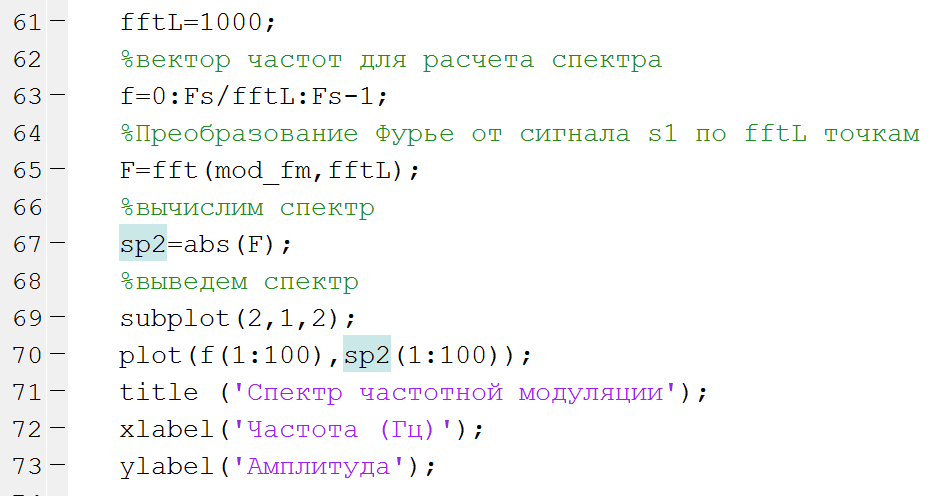 61 – fftL=1000;
62 %вектор частот для расчета спектра
63 – f=0:Fs/fftL:Fs-1;
64 %Преобразование Фурье от сигнала s1 по fftL точкам
65 – F=fft(mod_fm,fftL);
66 %вычислим спектр
67 – sp2=abs(F);
68 %выведем спектр
69 – subplot(2,1,2);
70 – plot(f(1:100),sp2(1:100));
71 – title ('Спектр частотной модуляции');
72 – xlabel('Частота (Гц)');
73 – ylabel('Амплитуда');